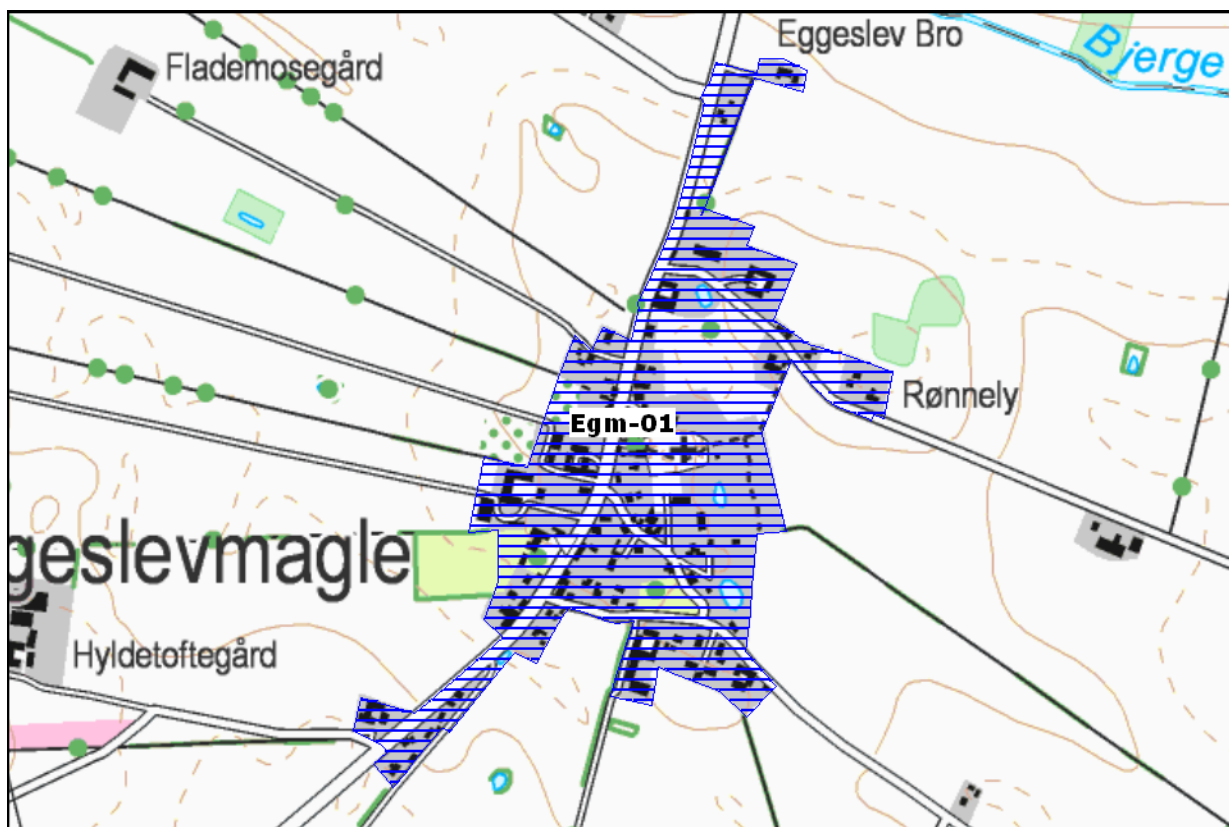 Eggeslev Bro
Bjerge
Flademosegård
Rønnely
Egm-01
geslevmagle
Hyldetoftegård